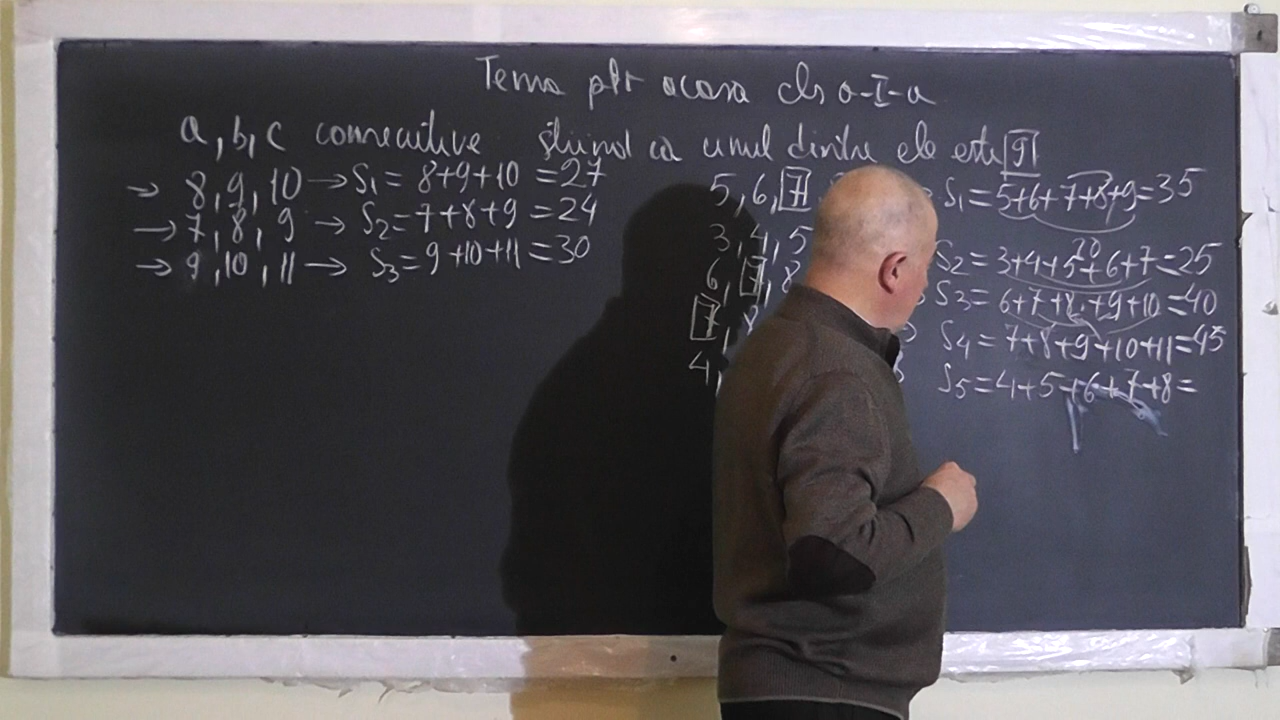 Tema ptr acasa cls a-I-a
a, b, c consecutive știind ca unul dintre ele este 9
→ 8, 9, 10 → S1 = 8+9+10 = 27
→ 7, 8, 9 → S2 = 7+8+9 = 24
→ 9, 10, 11 → S3 = 9+10+11 = 30
5, 6, 7, S1 = 5+6+7+8+9 = 35
3, 4, 5 S2 = 3+4+5+6+7 = 25
20
6, 7, 8 S3 = 6+7+8+9+10 = 40
7, 8 S4 = 7+8+9+10+11 = 45
4, S5 = 4+5+6+7+8 =